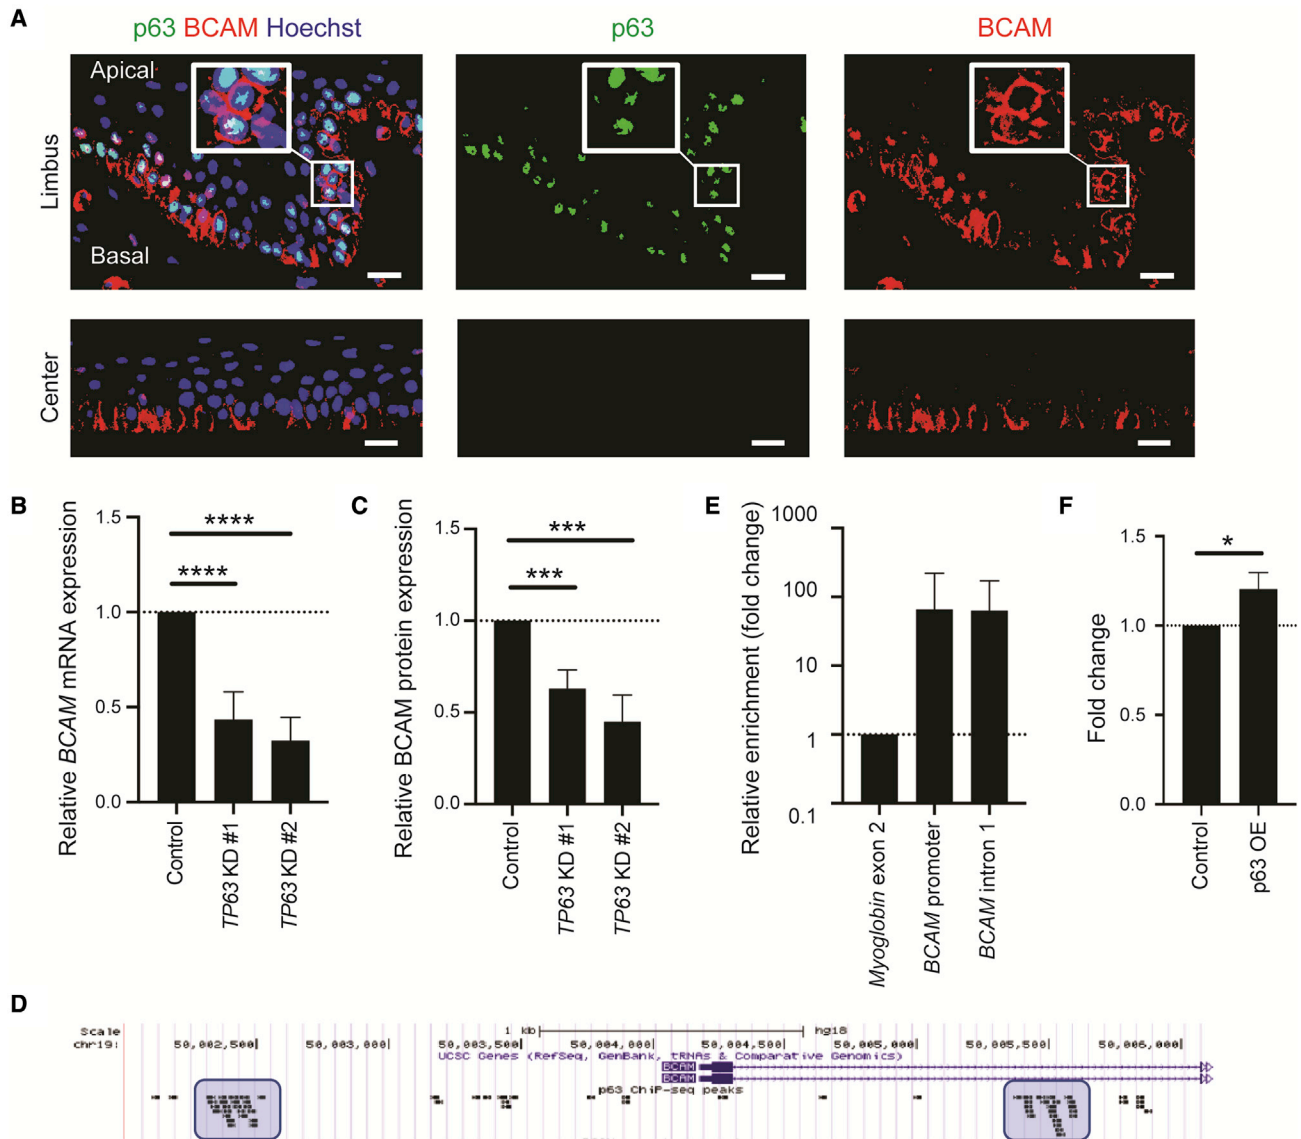 A
p63 BCAM Hoechst
p63
BCAM
Limbus
Apical
Basal
Center
B
Relative BCAM mRNA expression
1.5
1.0
0.5
0.0
****
****
Control
TP63 KD #1
TP63 KD #2
C
Relative BCAM protein expression
1.5
1.0
0.5
0.0
***
***
Control
TP63 KD #1
TP63 KD #2
E
Relative enrichment (fold change)
1000
100
10
1
0.1
Myoglobin exon 2
BCAM promoter
BCAM intron 1
F
Fold change
1.5
1.0
0.5
0.0
*
Control
p63 OE
D
Scale 1 kb hg18
chr19: 50,002,500 50,003,000 50,003,500 50,004,000 50,004,500 50,005,000 50,005,500 50,006,000
UCSC Genes (RefSeq, GenBank, tRNAs & Comparative Genomics)
BCAM
BCAM
p63 ChIP-seq peaks